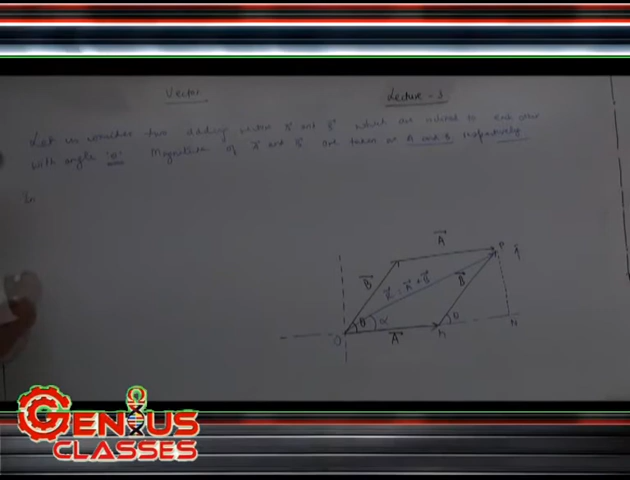 Vector Lecture - 3
Let us consider two adding vector A⃗ and B⃗ which are inclined to each other
with angle 'θ'. Magnitude of A⃗ and B⃗ are taken as A and B respectively.
In
A⃗
P
B⃗
R⃗ = A⃗ + B⃗
B⃗
θ α
θ
O
A⃗
N
GENIUS
CLASSES